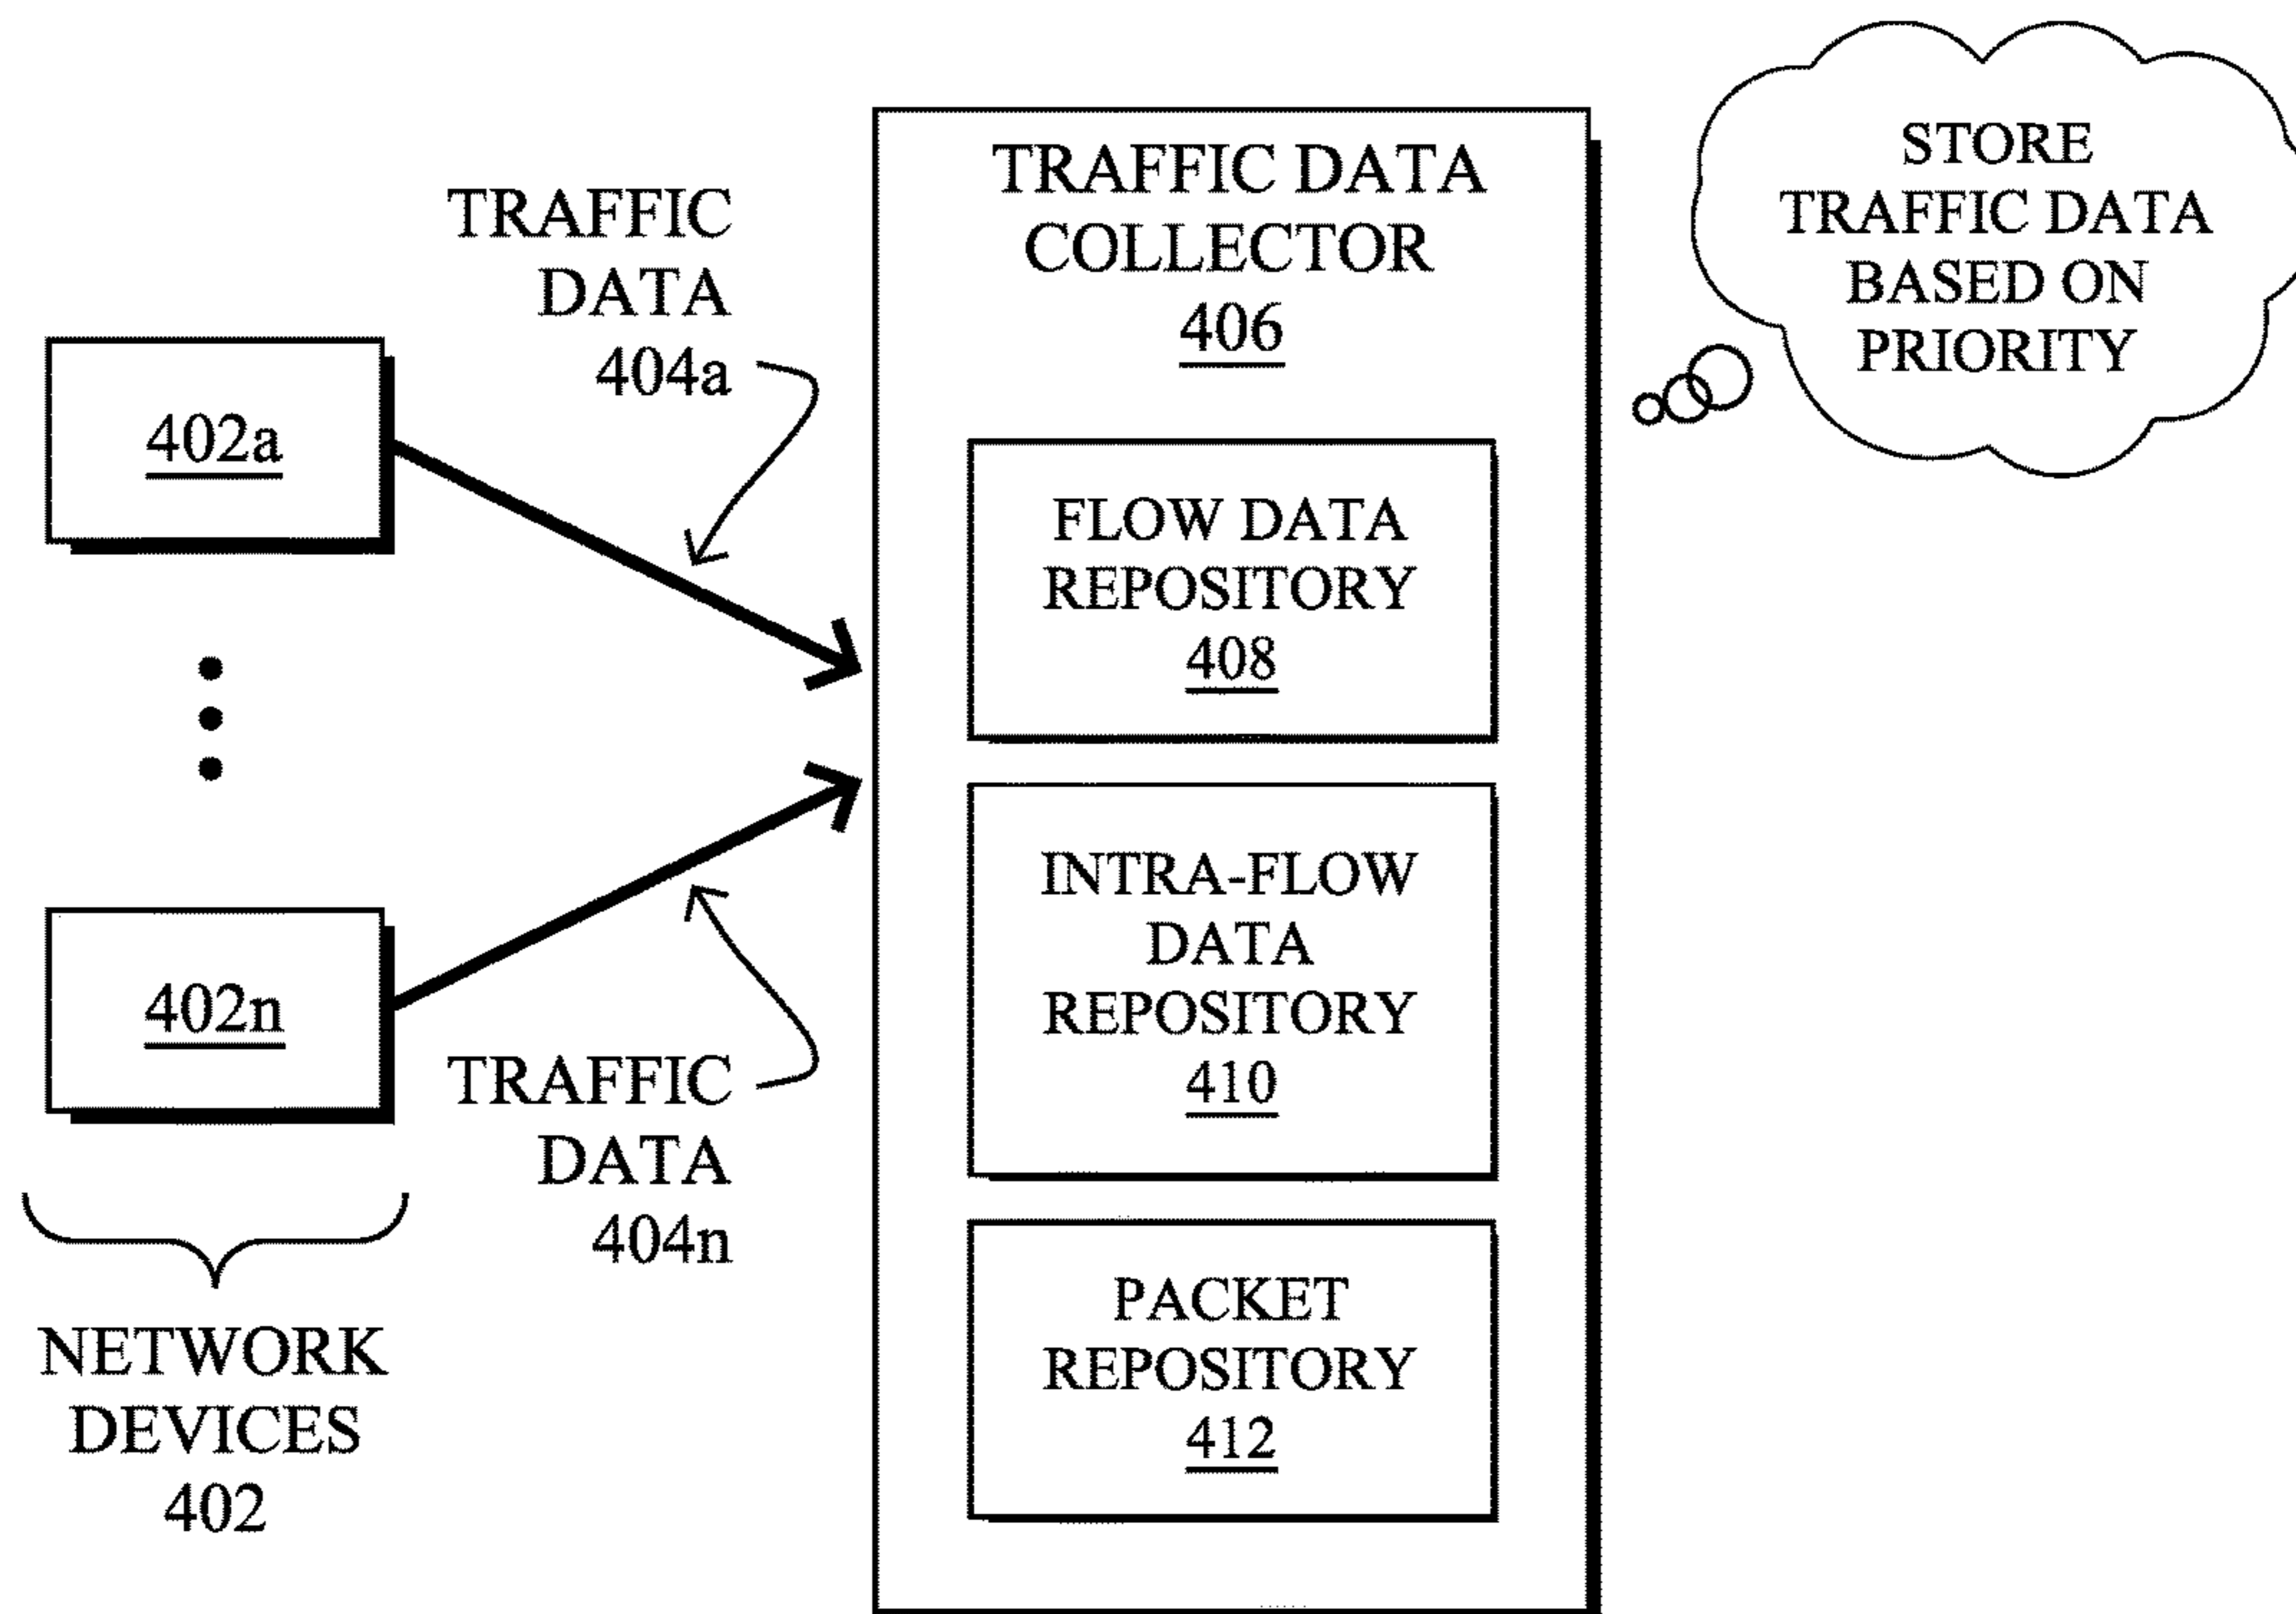 TRAFFIC
DATA
404a
402a
402n
TRAFFIC
DATA
404n
NETWORK
DEVICES
402
TRAFFIC DATA
COLLECTOR
406
FLOW DATA
REPOSITORY
408
INTRA-FLOW
DATA
REPOSITORY
410
PACKET
REPOSITORY
412
STORE
TRAFFIC DATA
BASED ON
PRIORITY